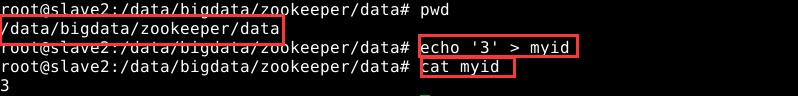 root@slave2:/data/bigdata/zookeeper/data# pwd
/data/bigdata/zookeeper/data
root@slave2:/data/bigdata/zookeeper/data# echo '3' > myid
root@slave2:/data/bigdata/zookeeper/data# cat myid
3